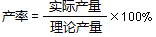 产率 = 实际产量 / 理论产量 × 100%